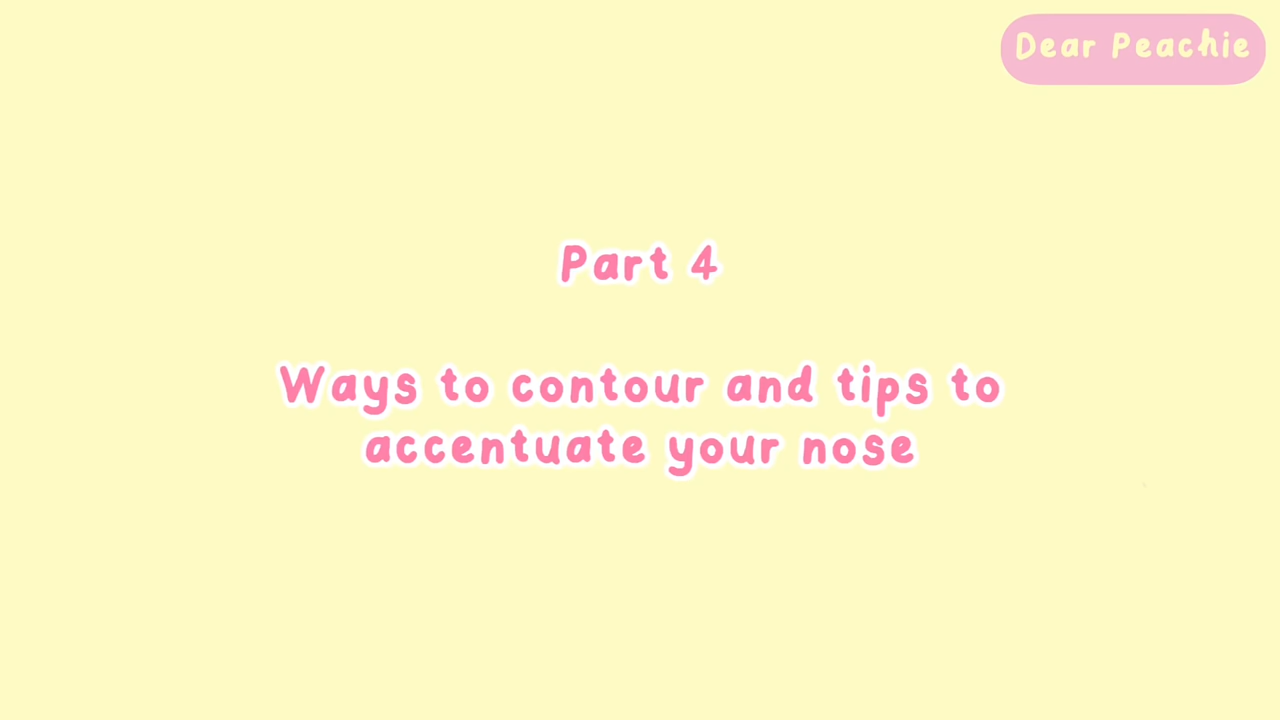 Dear Peachie
Part 4
Ways to contour and tips to
accentuate your nose